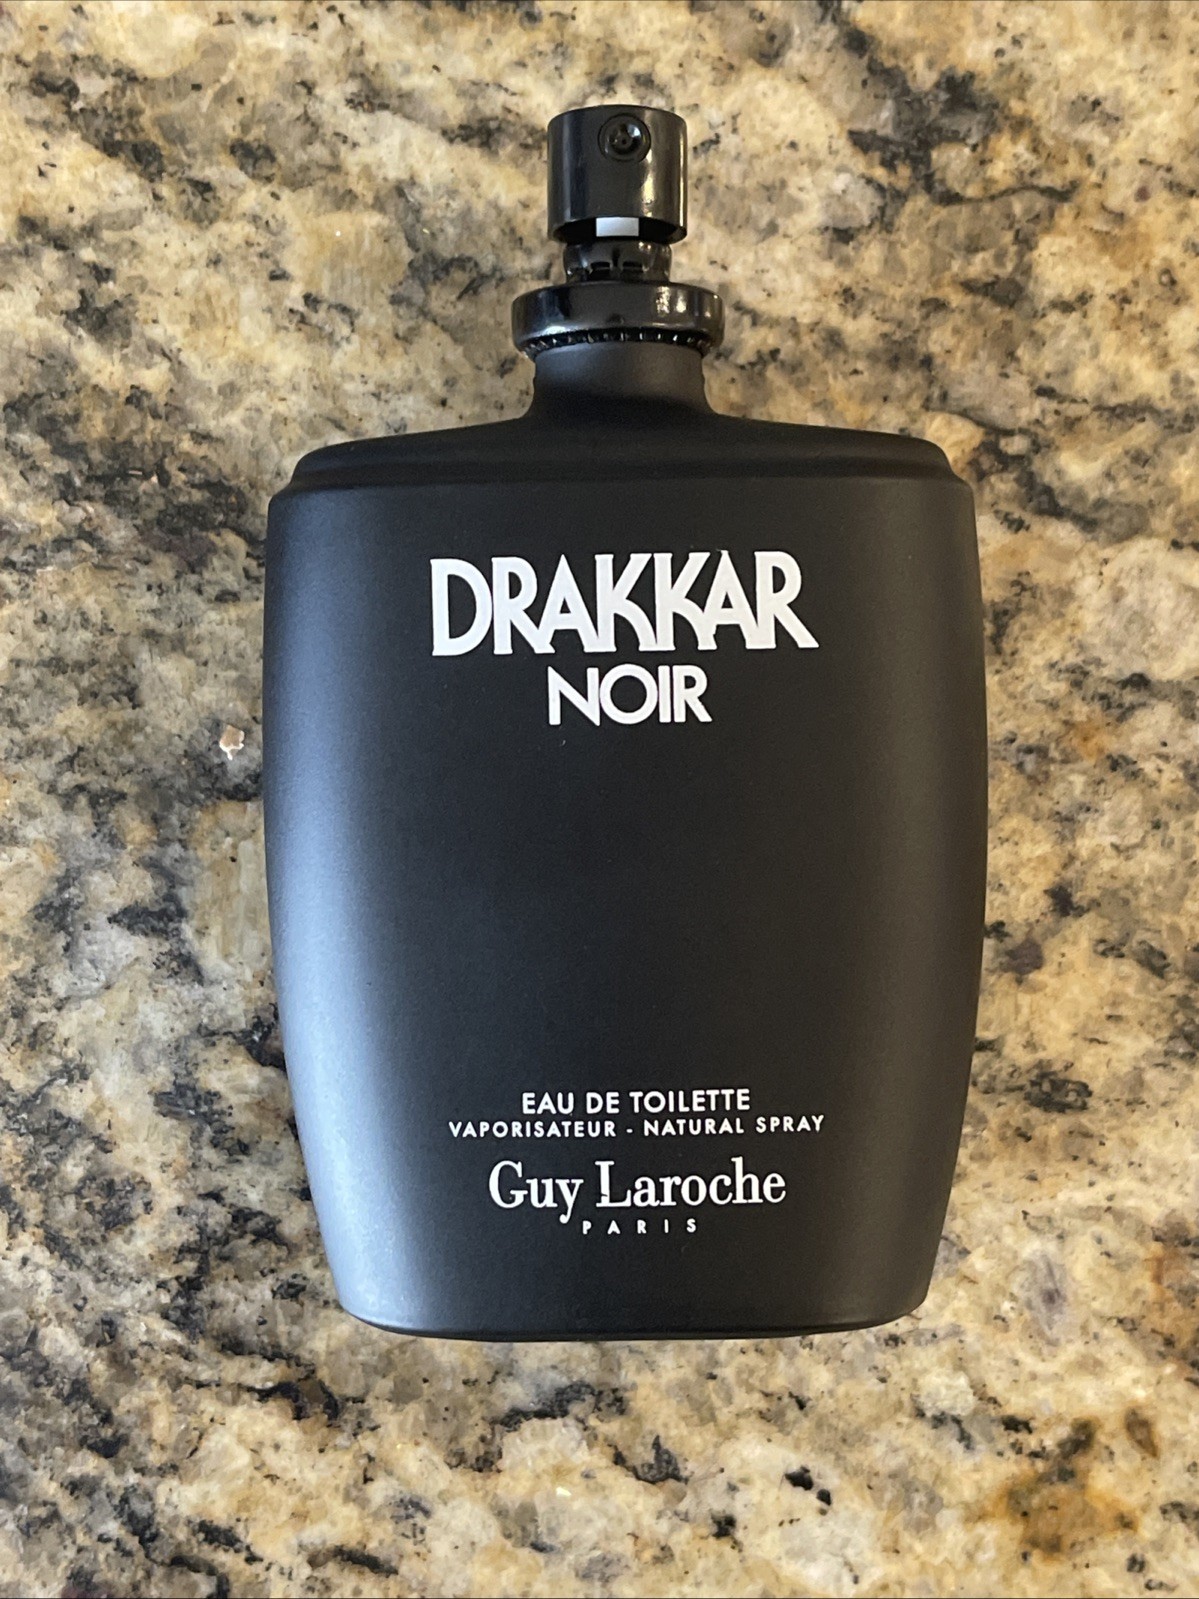 DRAKKAR
NOIR
EAU DE TOILETTE
VAPORISATEUR - NATURAL SPRAY
Guy Laroche
PARIS